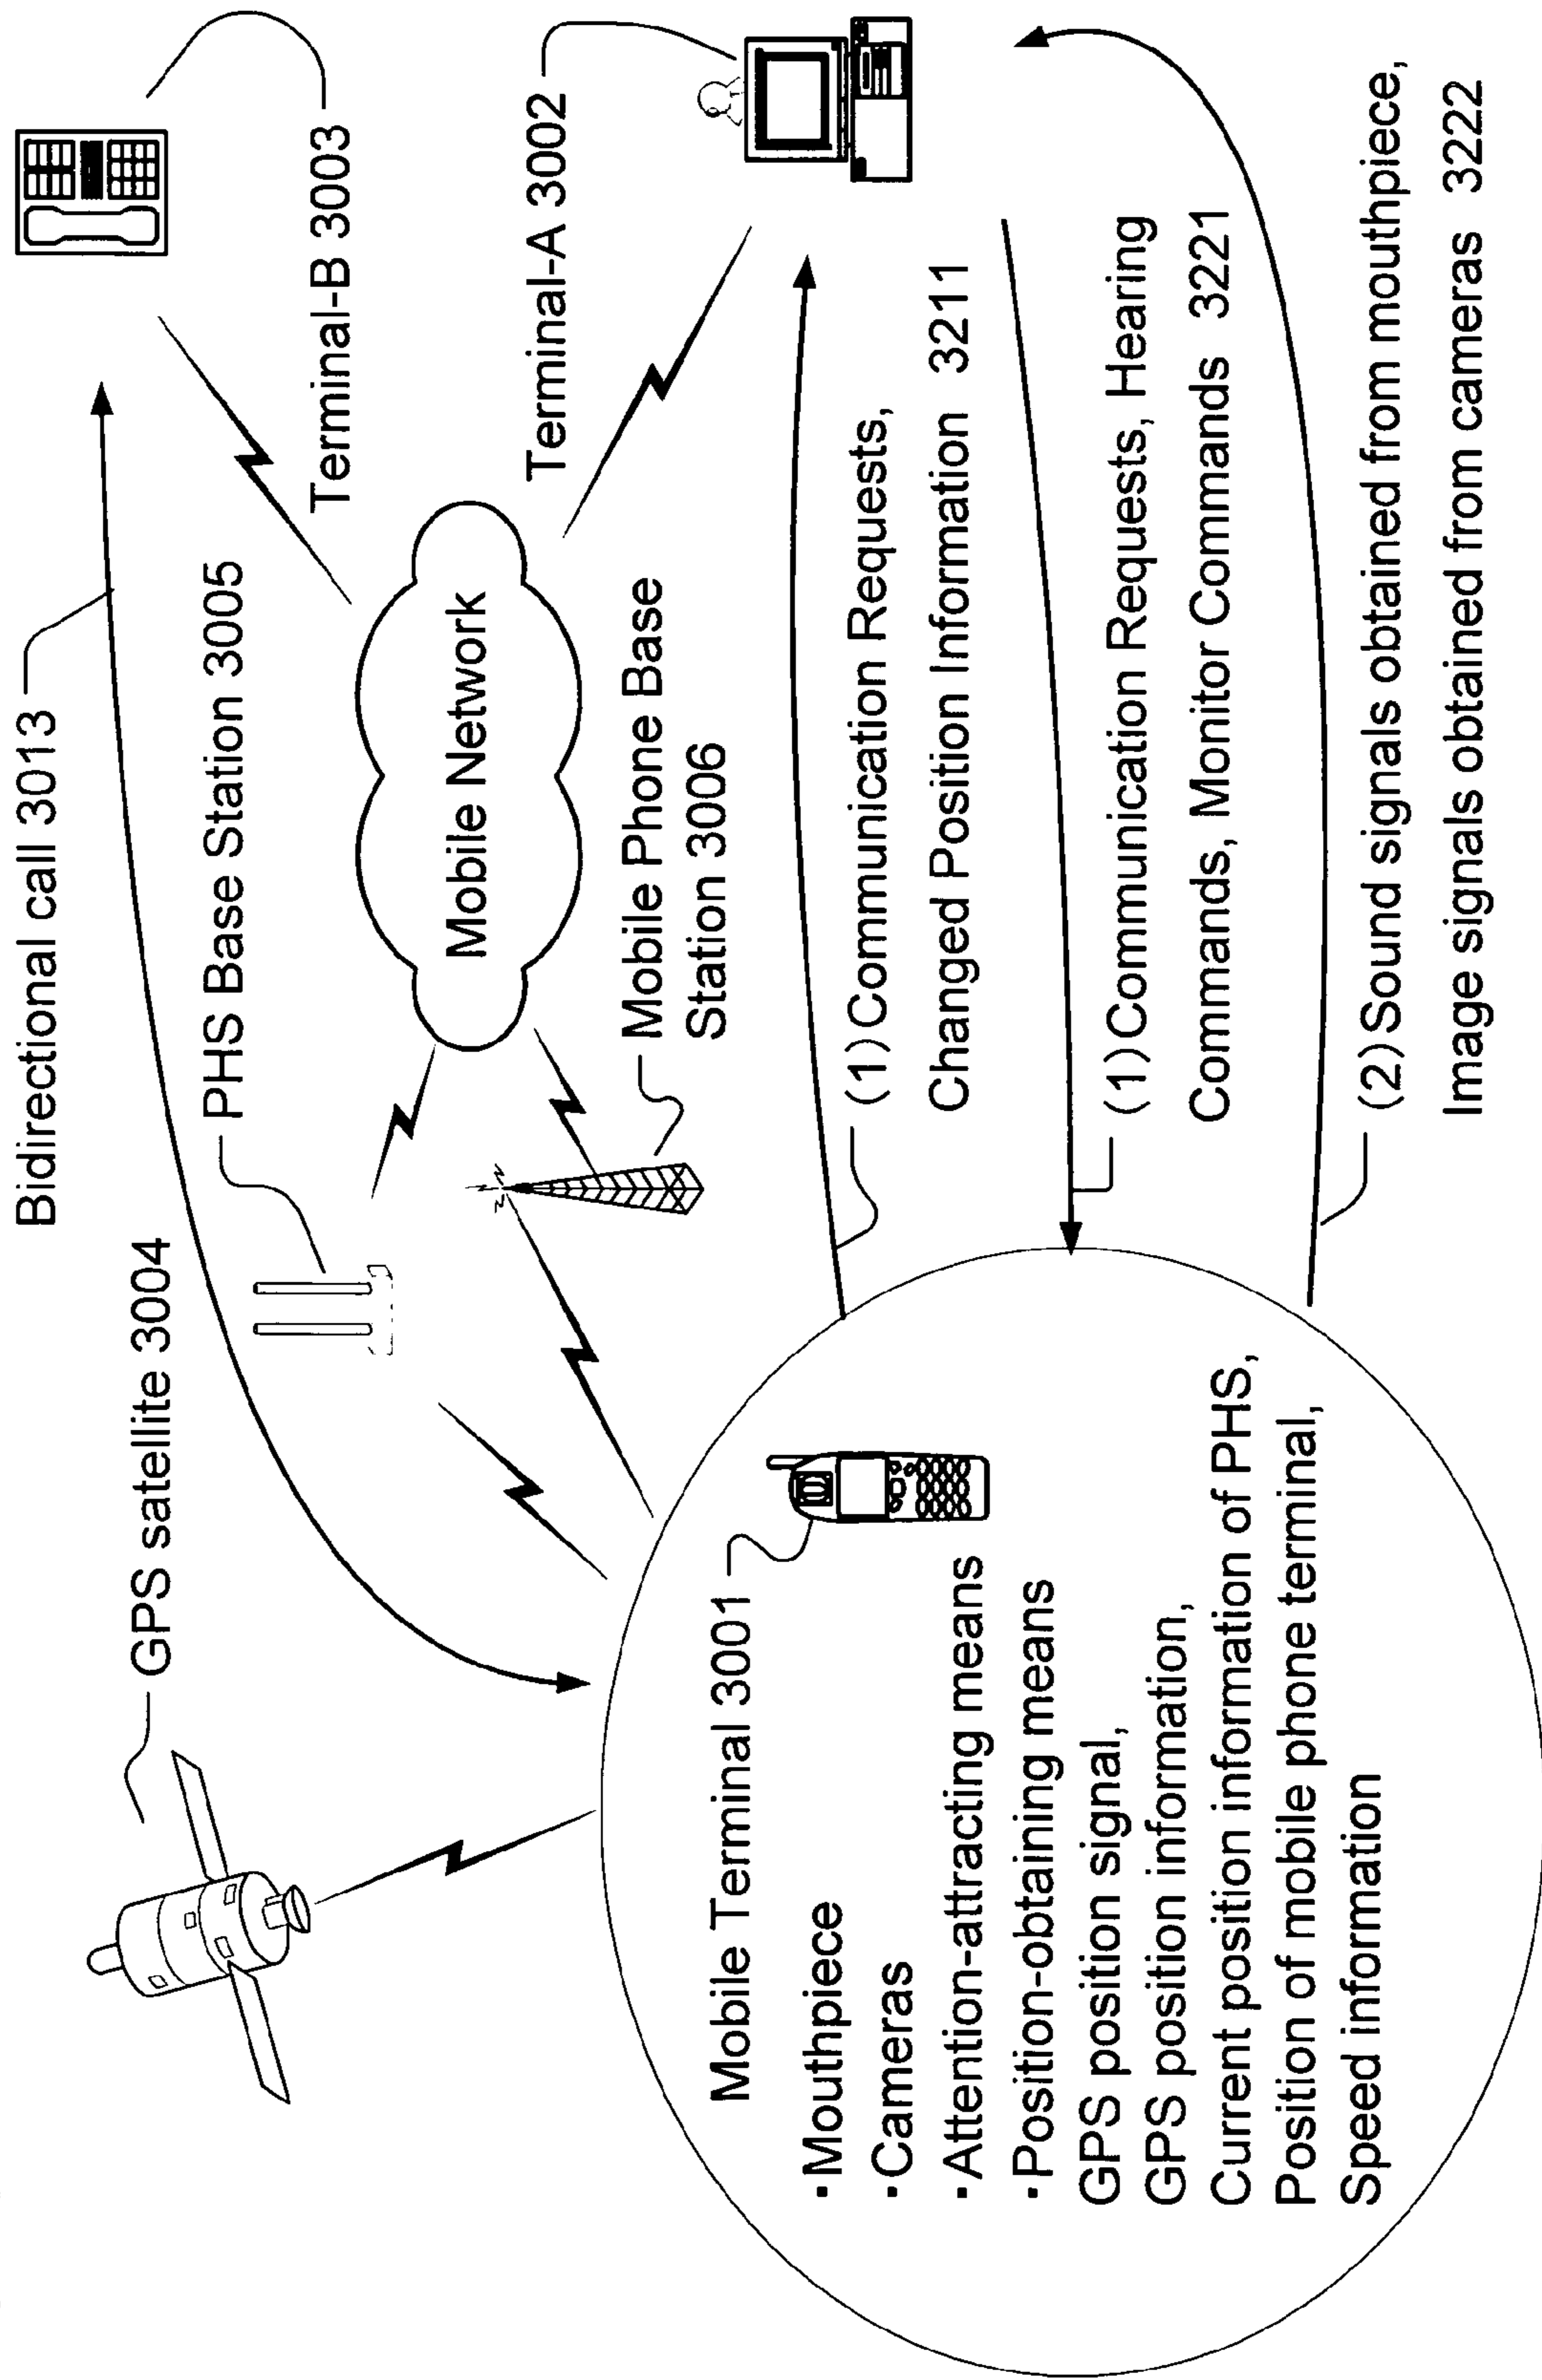 Bidirectional call 3013
GPS satellite 3004
PHS Base Station 3005
Terminal-B 3003
Mobile Network
Terminal-A 3002
Mobile Phone Base
Station 3006
Mobile Terminal 3001
·Mouthpiece
·Cameras
·Attention-attracting means
·Position-obtaining means
GPS position signal,
GPS position information,
Current position information of PHS,
Position of mobile phone terminal,
Speed information
(1)Communication Requests,
Changed Position Information 3211
(1)Communication Requests, Hearing
Commands, Monitor Commands 3221
(2)Sound signals obtained from mouthpiece,
Image signals obtained from cameras 3222